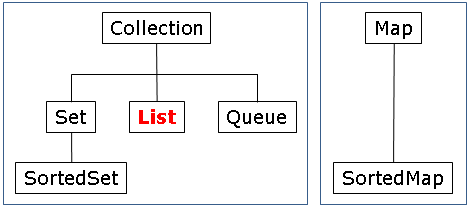 Collection
Map
Set
List
Queue
SortedSet
SortedMap